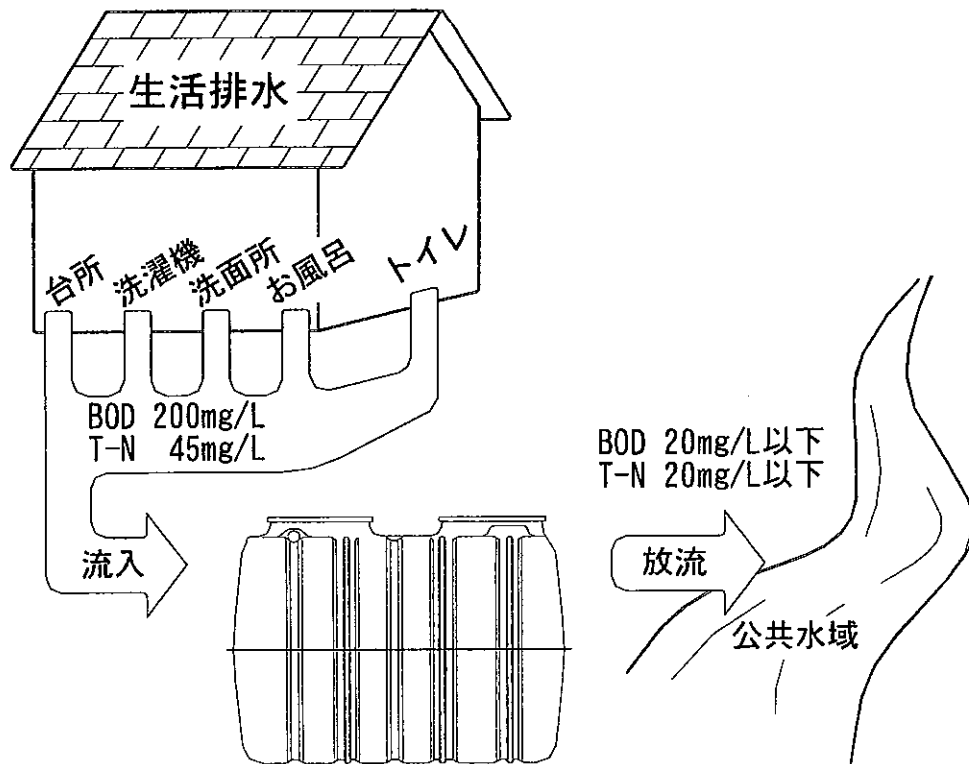 生活排水
台所
洗濯機
洗面所
お風呂
トイレ
BOD 200mg/L
T-N 45mg/L
BOD 20mg/L以下
T-N 20mg/L以下
流入
放流
公共水域